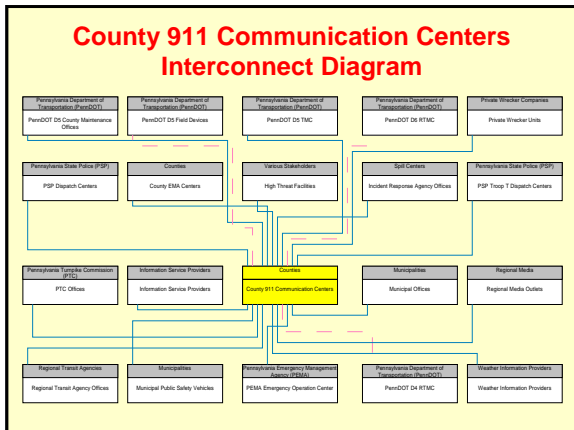 County 911 Communication Centers
Interconnect Diagram
Pennsylvania Department of
Transportation (PennDOT)
PennDOT D5 County Maintenance
Offices
Pennsylvania Department of
Transportation (PennDOT)
PennDOT D5 Field Devices
Pennsylvania Department of
Transportation (PennDOT)
PennDOT D5 TMC
Pennsylvania Department of
Transportation (PennDOT)
PennDOT D6 RTMC
Private Wrecker Companies
Private Wrecker Units
Pennsylvania State Police (PSP)
PSP Dispatch Centers
Counties
County EMA Centers
Various Stakeholders
High Threat Facilities
Spill Centers
Incident Response Agency Offices
Pennsylvania State Police (PSP)
PSP Troop T Dispatch Centers
Pennsylvania Turnpike Commission
(PTC)
PTC Offices
Information Service Providers
Information Service Providers
Counties
County 911 Communication Centers
Municipalities
Municipal Offices
Regional Media
Regional Media Outlets
Regional Transit Agencies
Regional Transit Agency Offices
Municipalities
Municipal Public Safety Vehicles
Pennsylvania Emergency Management
Agency (PEMA)
PEMA Emergency Operation Center
Pennsylvania Department of
Transportation (PennDOT)
PennDOT D4 RTMC
Weather Information Providers
Weather Information Providers